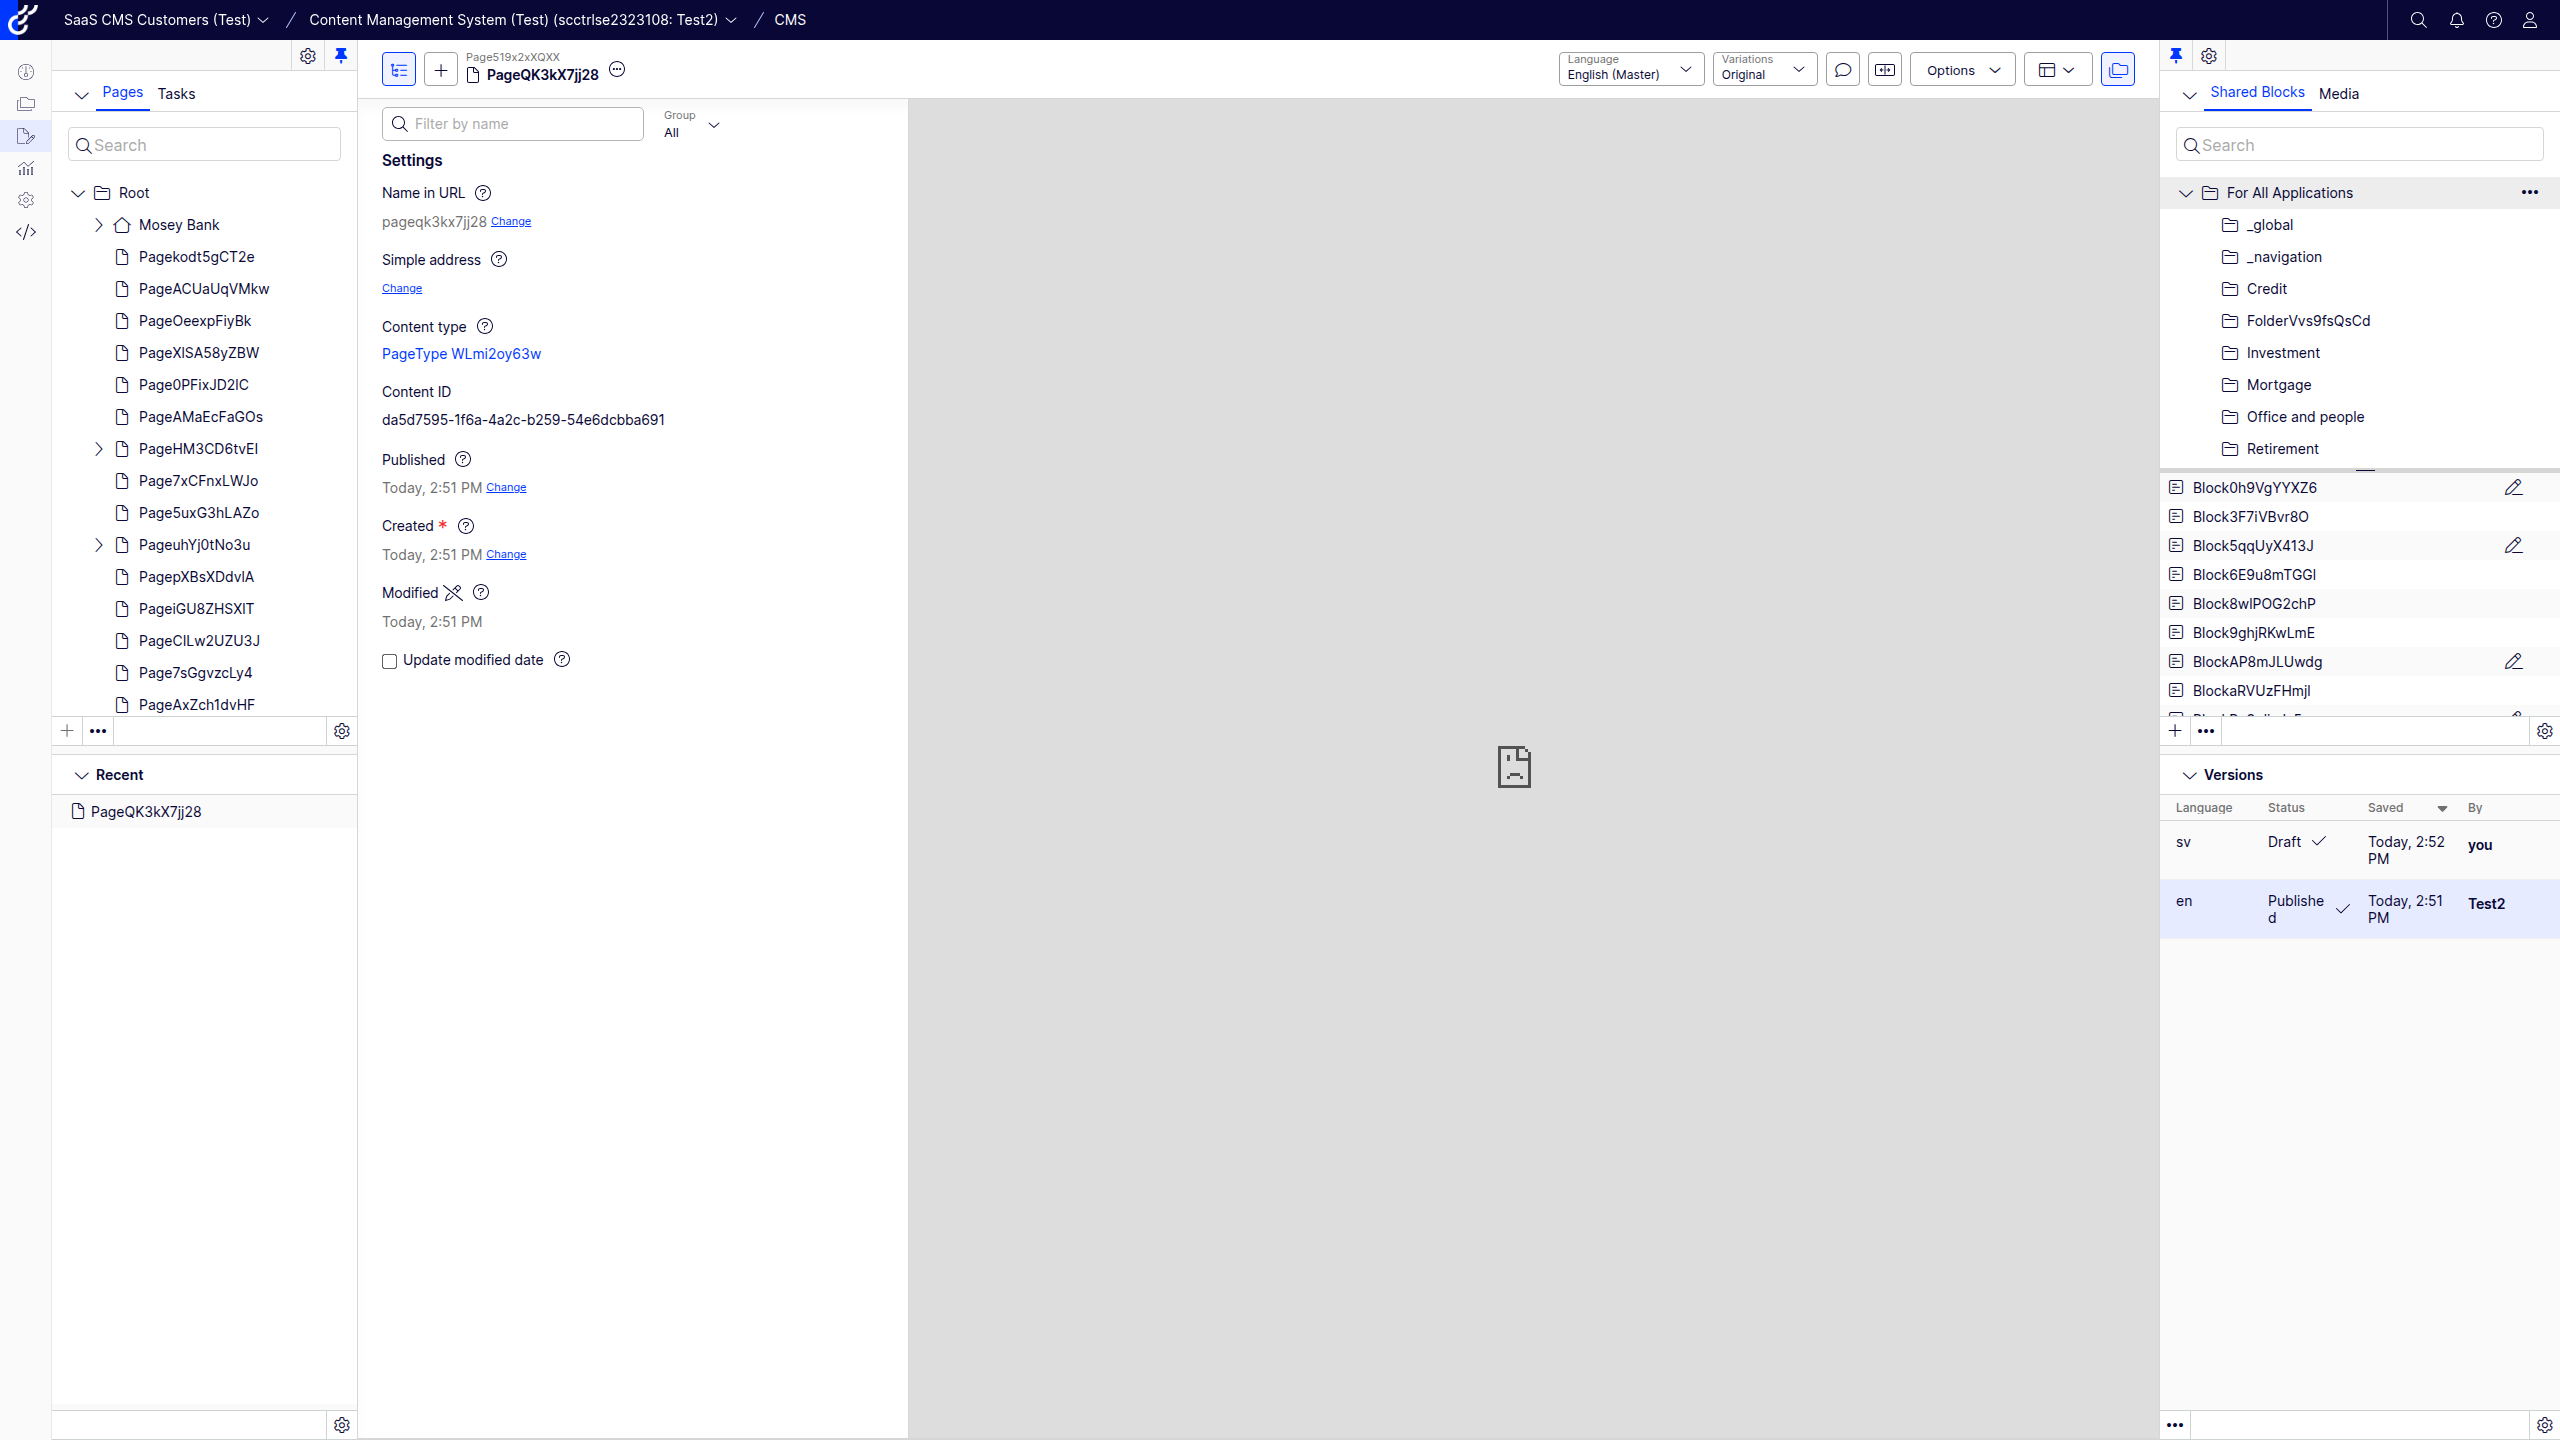 SaaS CMS Customers (Test) / Content Management System (Test) (scctrlse2323108: Test2) / CMS
Pages Tasks
Search
Root
Mosey Bank
Pagekodt5gCT2e
PageACUaUqVMkw
PageOeexpFiyBk
PageXlSA58yZBW
Page0PFixJD2lC
PageAMaEcFaGOs
PageHM3CD6tvEl
Page7xCFnxLWJo
Page5uxG3hLAZo
PageuhYj0tNo3u
PagepXBsXDdvlA
PageiGU8ZHSXlT
PageClLw2UZU3J
Page7sGgvzcLy4
PageAxZch1dvHF
Recent
PageQK3kX7jj28
Page519x2xXQXX
PageQK3kX7jj28
Language
English (Master)
Variations
Original
Options
Filter by name
Group
All
Settings
Name in URL
pageqk3kx7jj28 Change
Simple address
Change
Content type
PageType WLmi2oy63w
Content ID
da5d7595-1f6a-4a2c-b259-54e6dcbba691
Published
Today, 2:51 PM Change
Created *
Today, 2:51 PM Change
Modified
Today, 2:51 PM
Update modified date
Shared Blocks Media
Search
For All Applications
_global
_navigation
Credit
FolderVvs9fsQsCd
Investment
Mortgage
Office and people
Retirement
Block0h9VgYYXZ6
Block3F7iVBvr8O
Block5qqUyX413J
Block6E9u8mTGGl
Block8wlPOG2chP
Block9ghjRKwLmE
BlockAP8mJLUwdg
BlockaRVUzFHmjl
Versions
Language Status Saved By
sv Draft Today, 2:52 PM you
en Published Today, 2:51 PM Test2